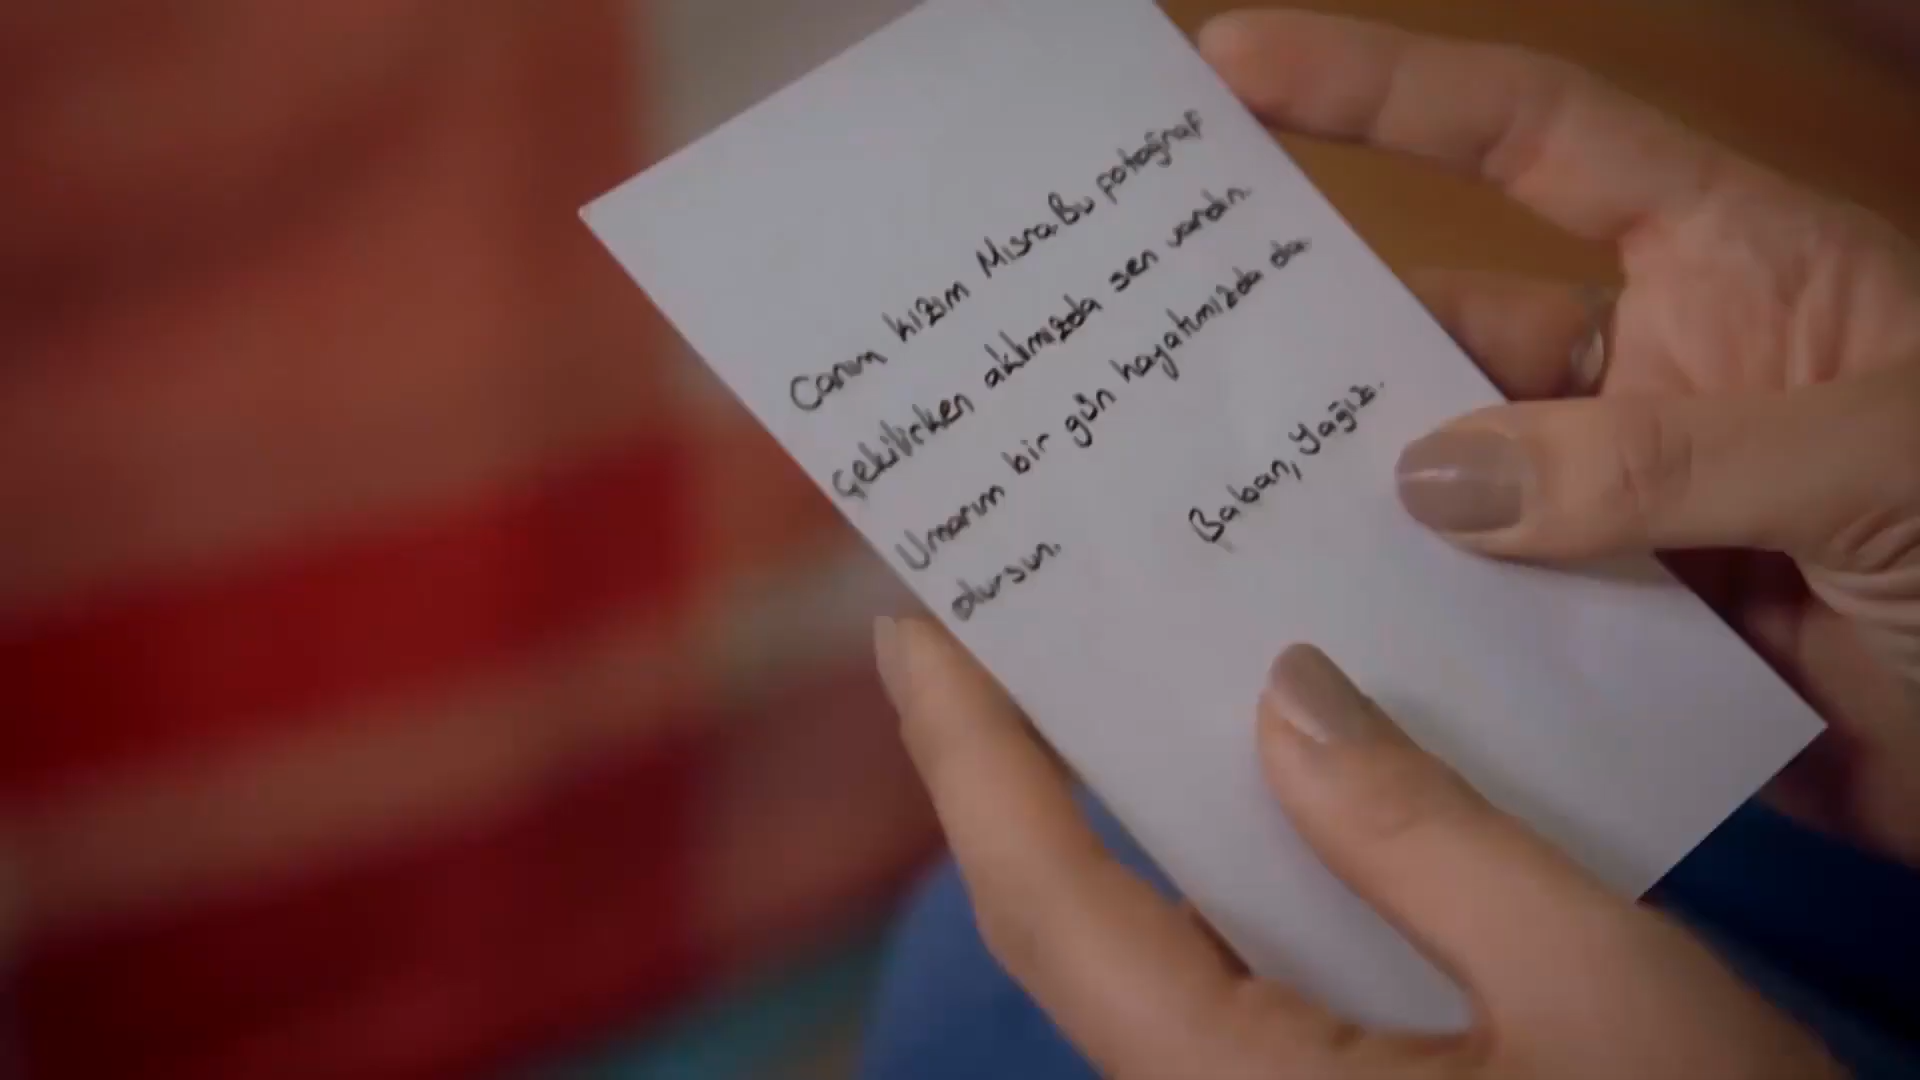 Canım kızım Mısra Bu fotoğraf
çekilirken aklımızda sen vardın.
Umarım bir gün hayatımızda da
olursun.
Baban, Yağız.